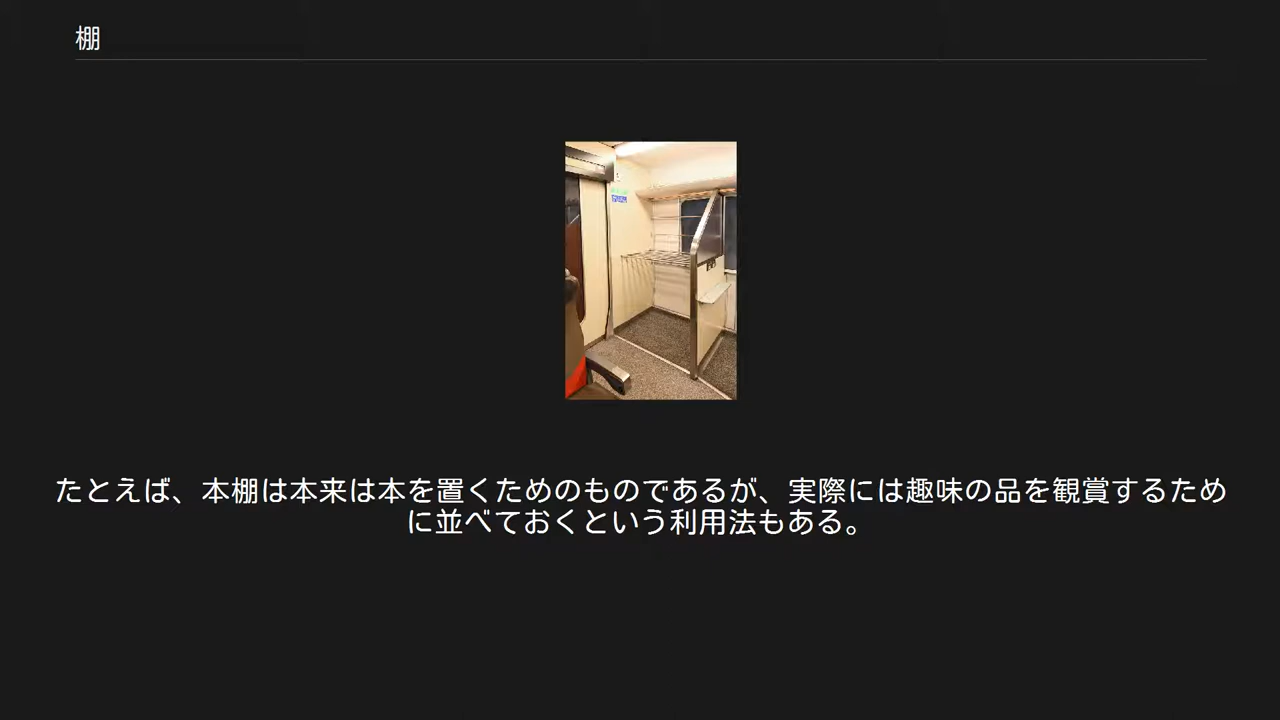 棚
たとえば、本棚は本来は本を置くためのものであるが、実際には趣味の品を観賞するため
に並べておくという利用法もある。